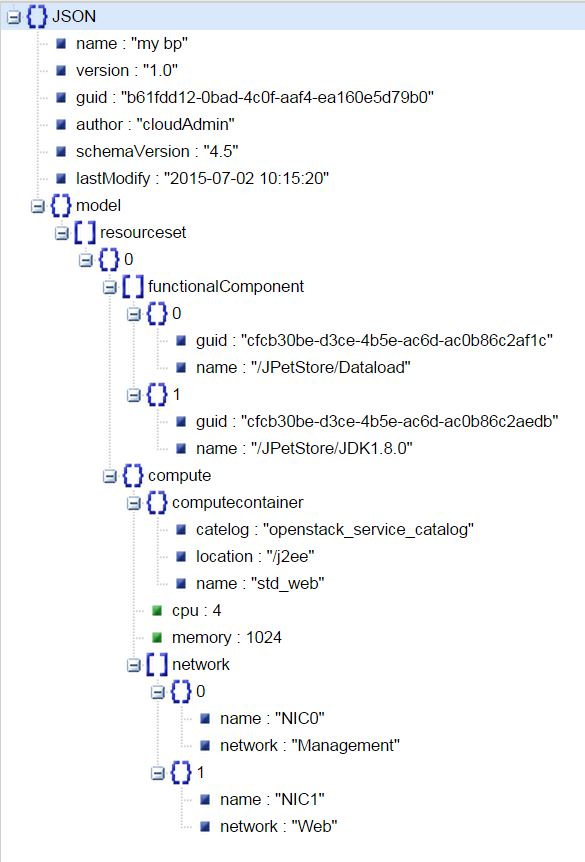 JSON
name : "my bp"
version : "1.0"
guid : "b61fdd12-0bad-4c0f-aaf4-ea160e5d79b0"
author : "cloudAdmin"
schemaVersion : "4.5"
lastModify : "2015-07-02 10:15:20"
model
resourceset
0
functionalComponent
0
guid : "cfcb30be-d3ce-4b5e-ac6d-ac0b86c2af1c"
name : "/JPetStore/Dataload"
1
guid : "cfcb30be-d3ce-4b5e-ac6d-ac0b86c2aedb"
name : "/JPetStore/JDK1.8.0"
compute
computecontainer
catelog : "openstack_service_catalog"
location : "/j2ee"
name : "std_web"
cpu : 4
memory : 1024
network
0
name : "NIC0"
network : "Management"
1
name : "NIC1"
network : "Web"